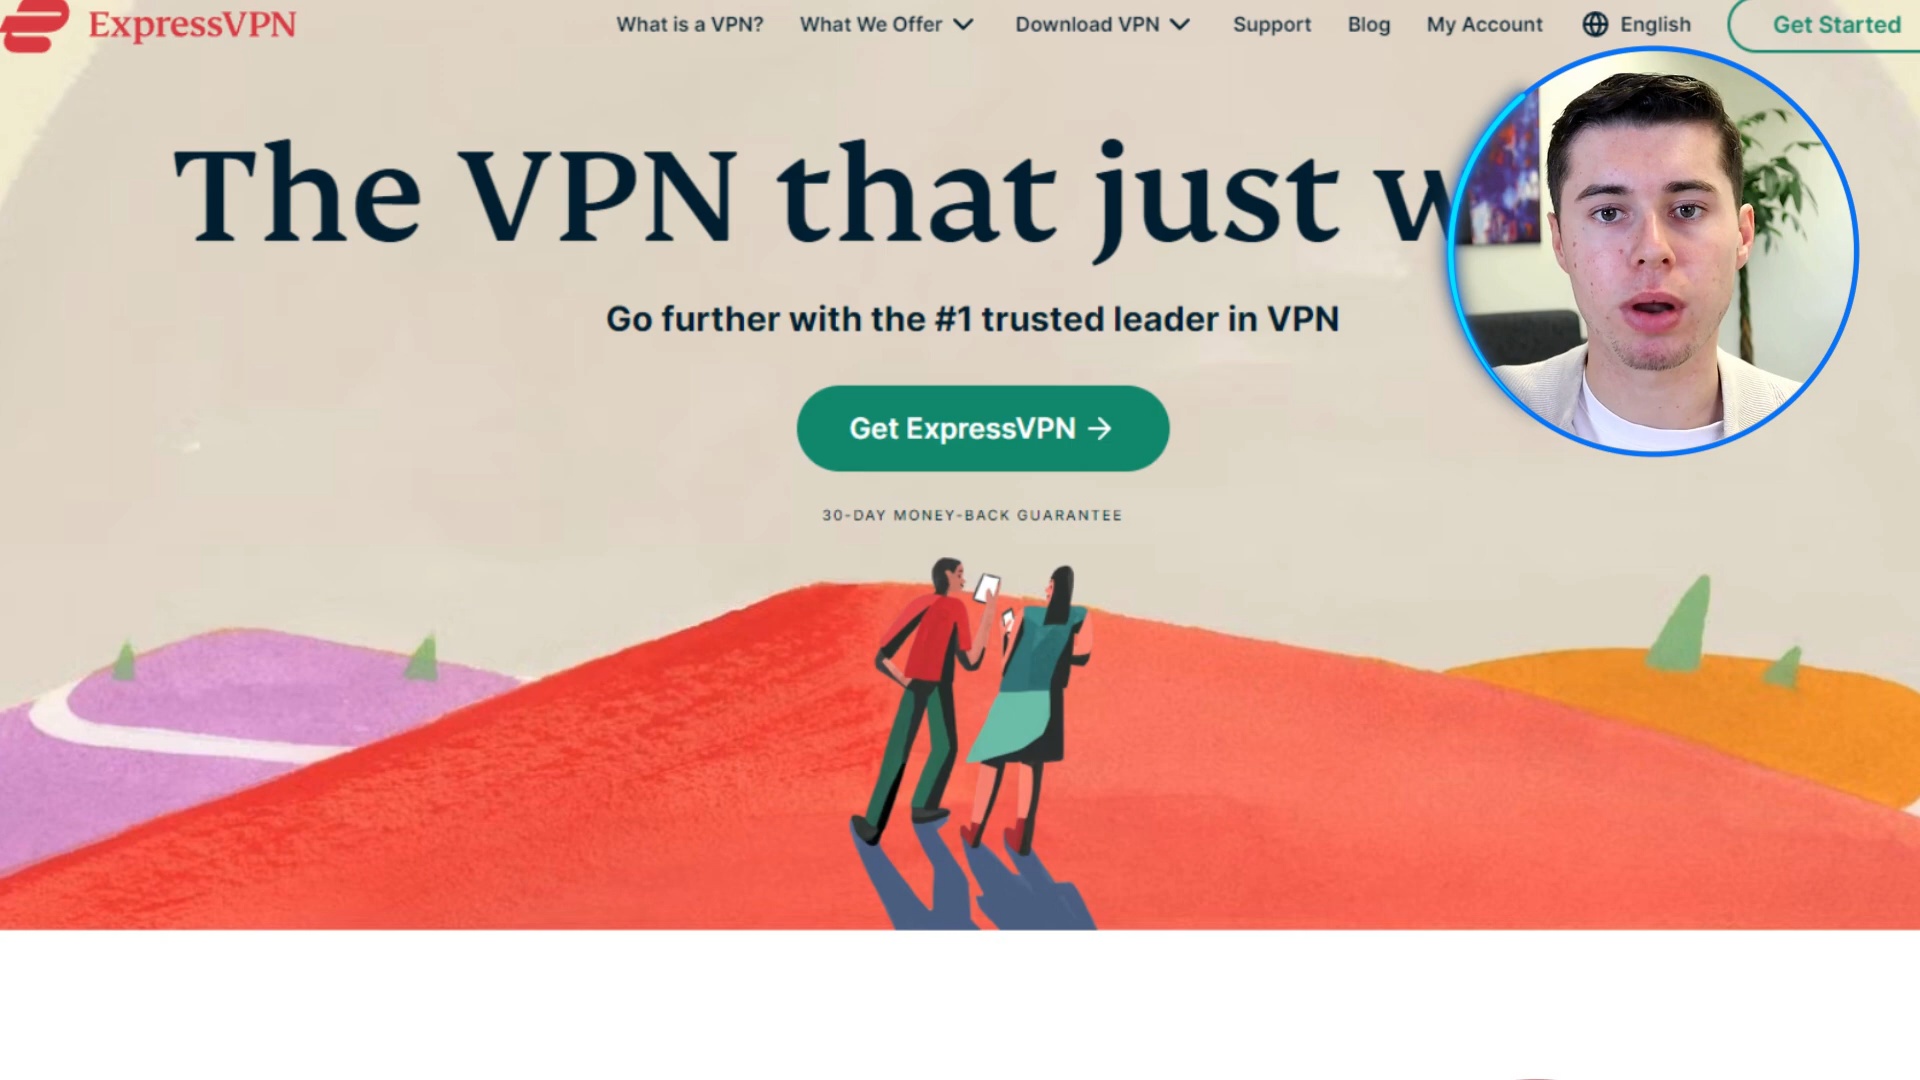 ExpressVPN
What is a VPN? What We Offer Download VPN Support Blog My Account English Get Started
The VPN that just w
Go further with the #1 trusted leader in VPN
Get ExpressVPN →
30-DAY MONEY-BACK GUARANTEE